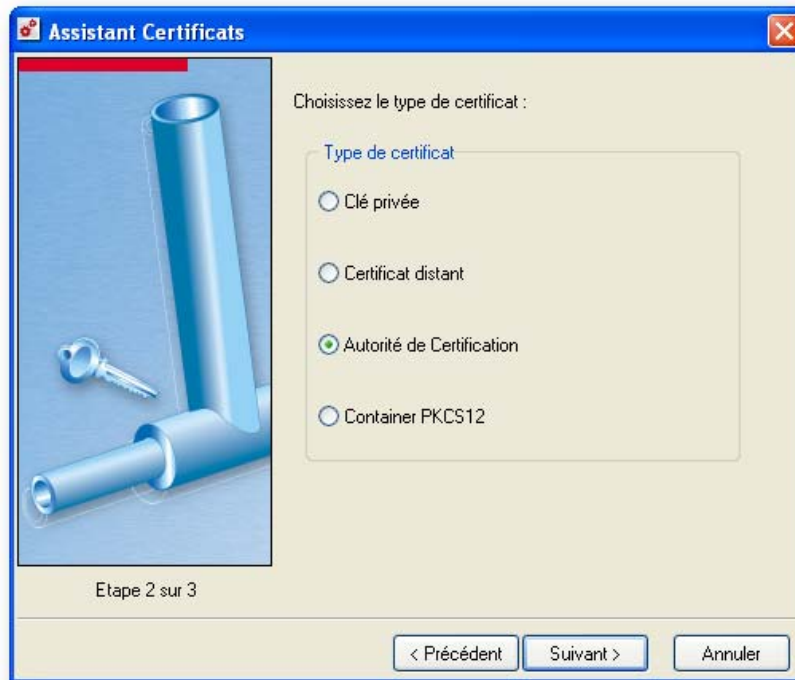 Assistant Certificats
Choisissez le type de certificat :
Type de certificat
Clé privée
Certificat distant
Autorité de Certification
Container PKCS12
Etape 2 sur 3
< Précédent
Suivant >
Annuler